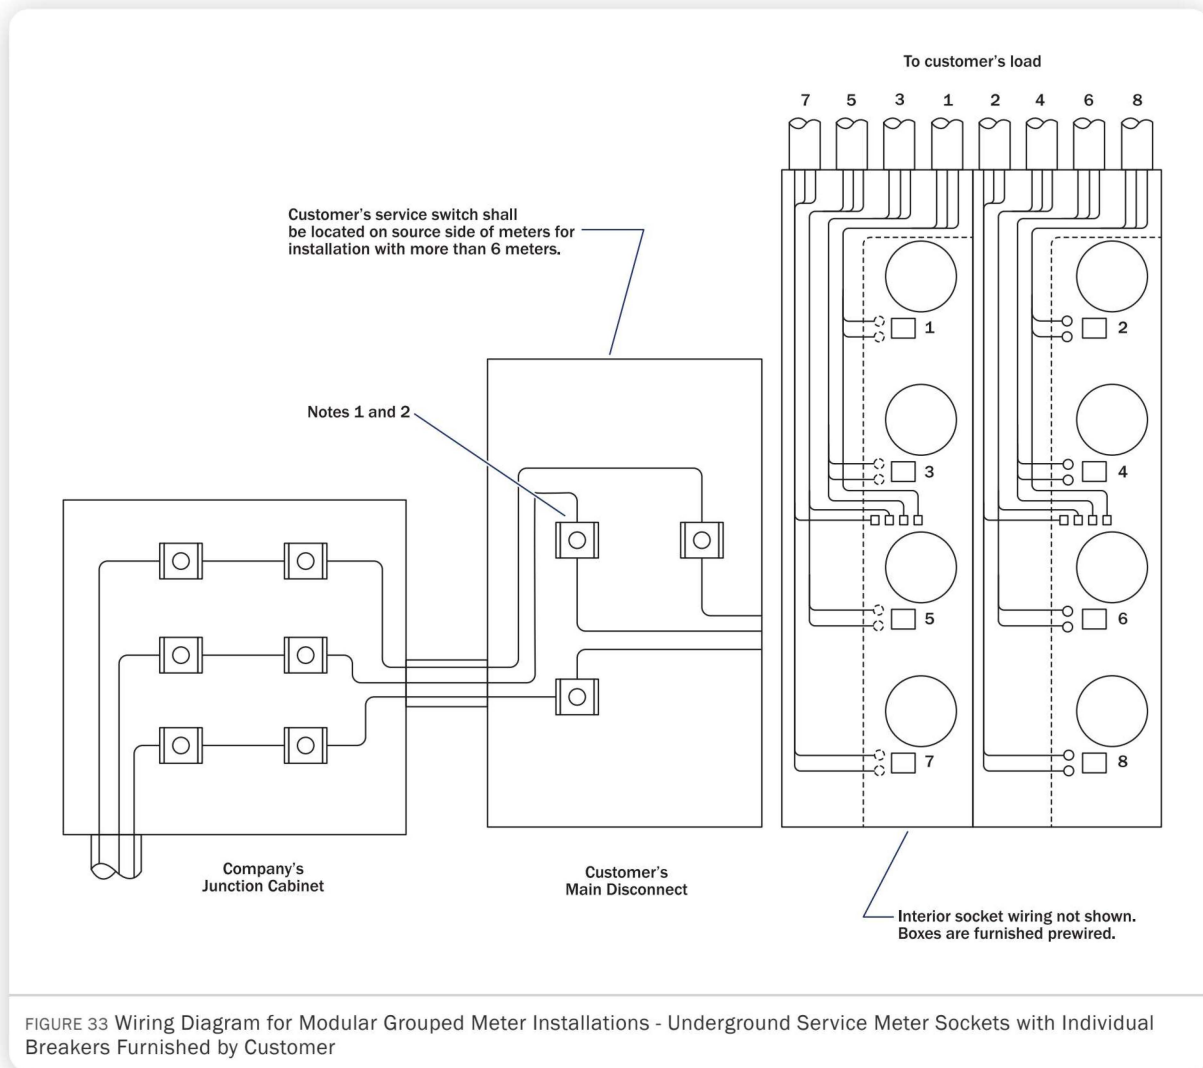 To customer's load
7 5 3 1 2 4 6 8
Customer's service switch shall
be located on source side of meters for
installation with more than 6 meters.
Notes 1 and 2
1
2
3
4
5
6
7
8
Company's
Junction Cabinet
Customer's
Main Disconnect
Interior socket wiring not shown.
Boxes are furnished prewired.
FIGURE 33 Wiring Diagram for Modular Grouped Meter Installations - Underground Service Meter Sockets with Individual
Breakers Furnished by Customer